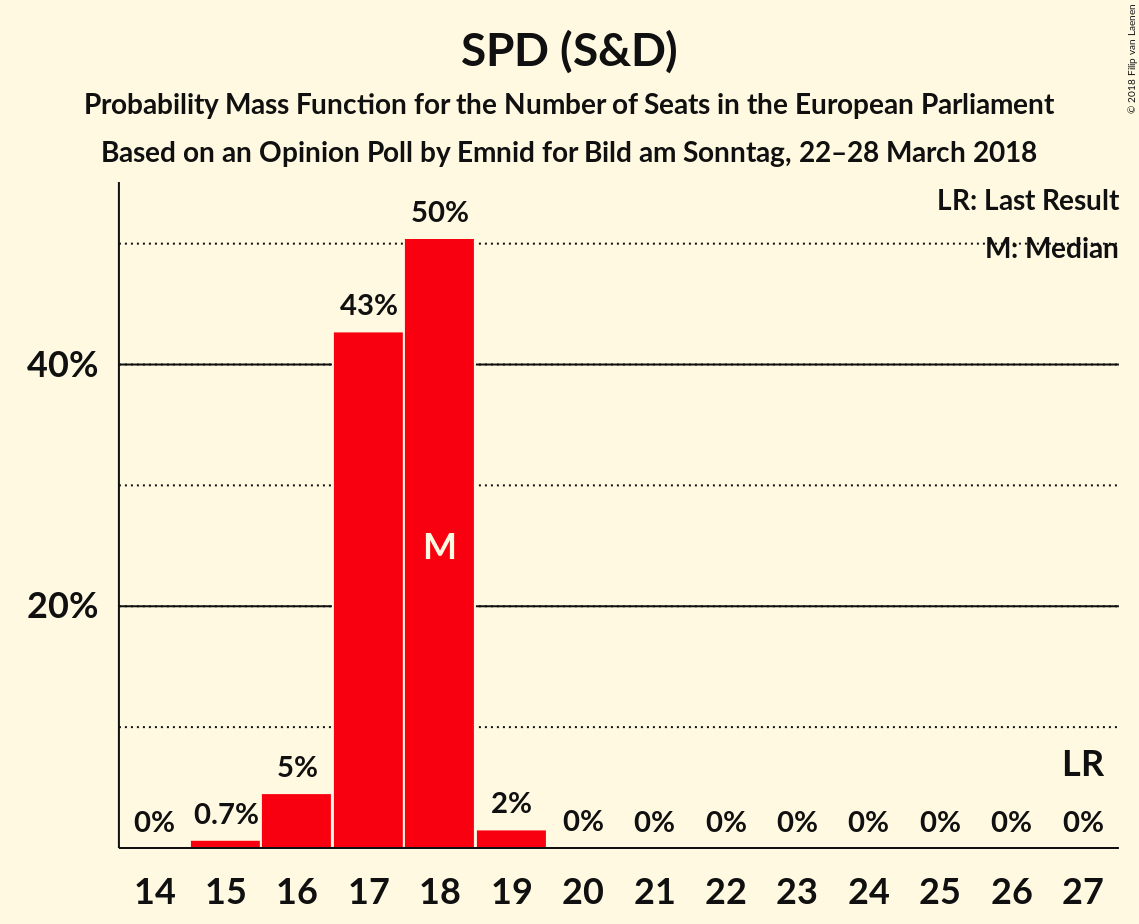 SPD (S&D)
Probability Mass Function for the Number of Seats in the European Parliament
Based on an Opinion Poll by Emnid for Bild am Sonntag, 22–28 March 2018
© 2018 Filip van Laenen
LR: Last Result
M: Median
50%
43%
40%
M
20%
LR
0% 0.7% 5% 2% 0% 0% 0% 0% 0% 0% 0% 0%
14 15 16 17 18 19 20 21 22 23 24 25 26 27